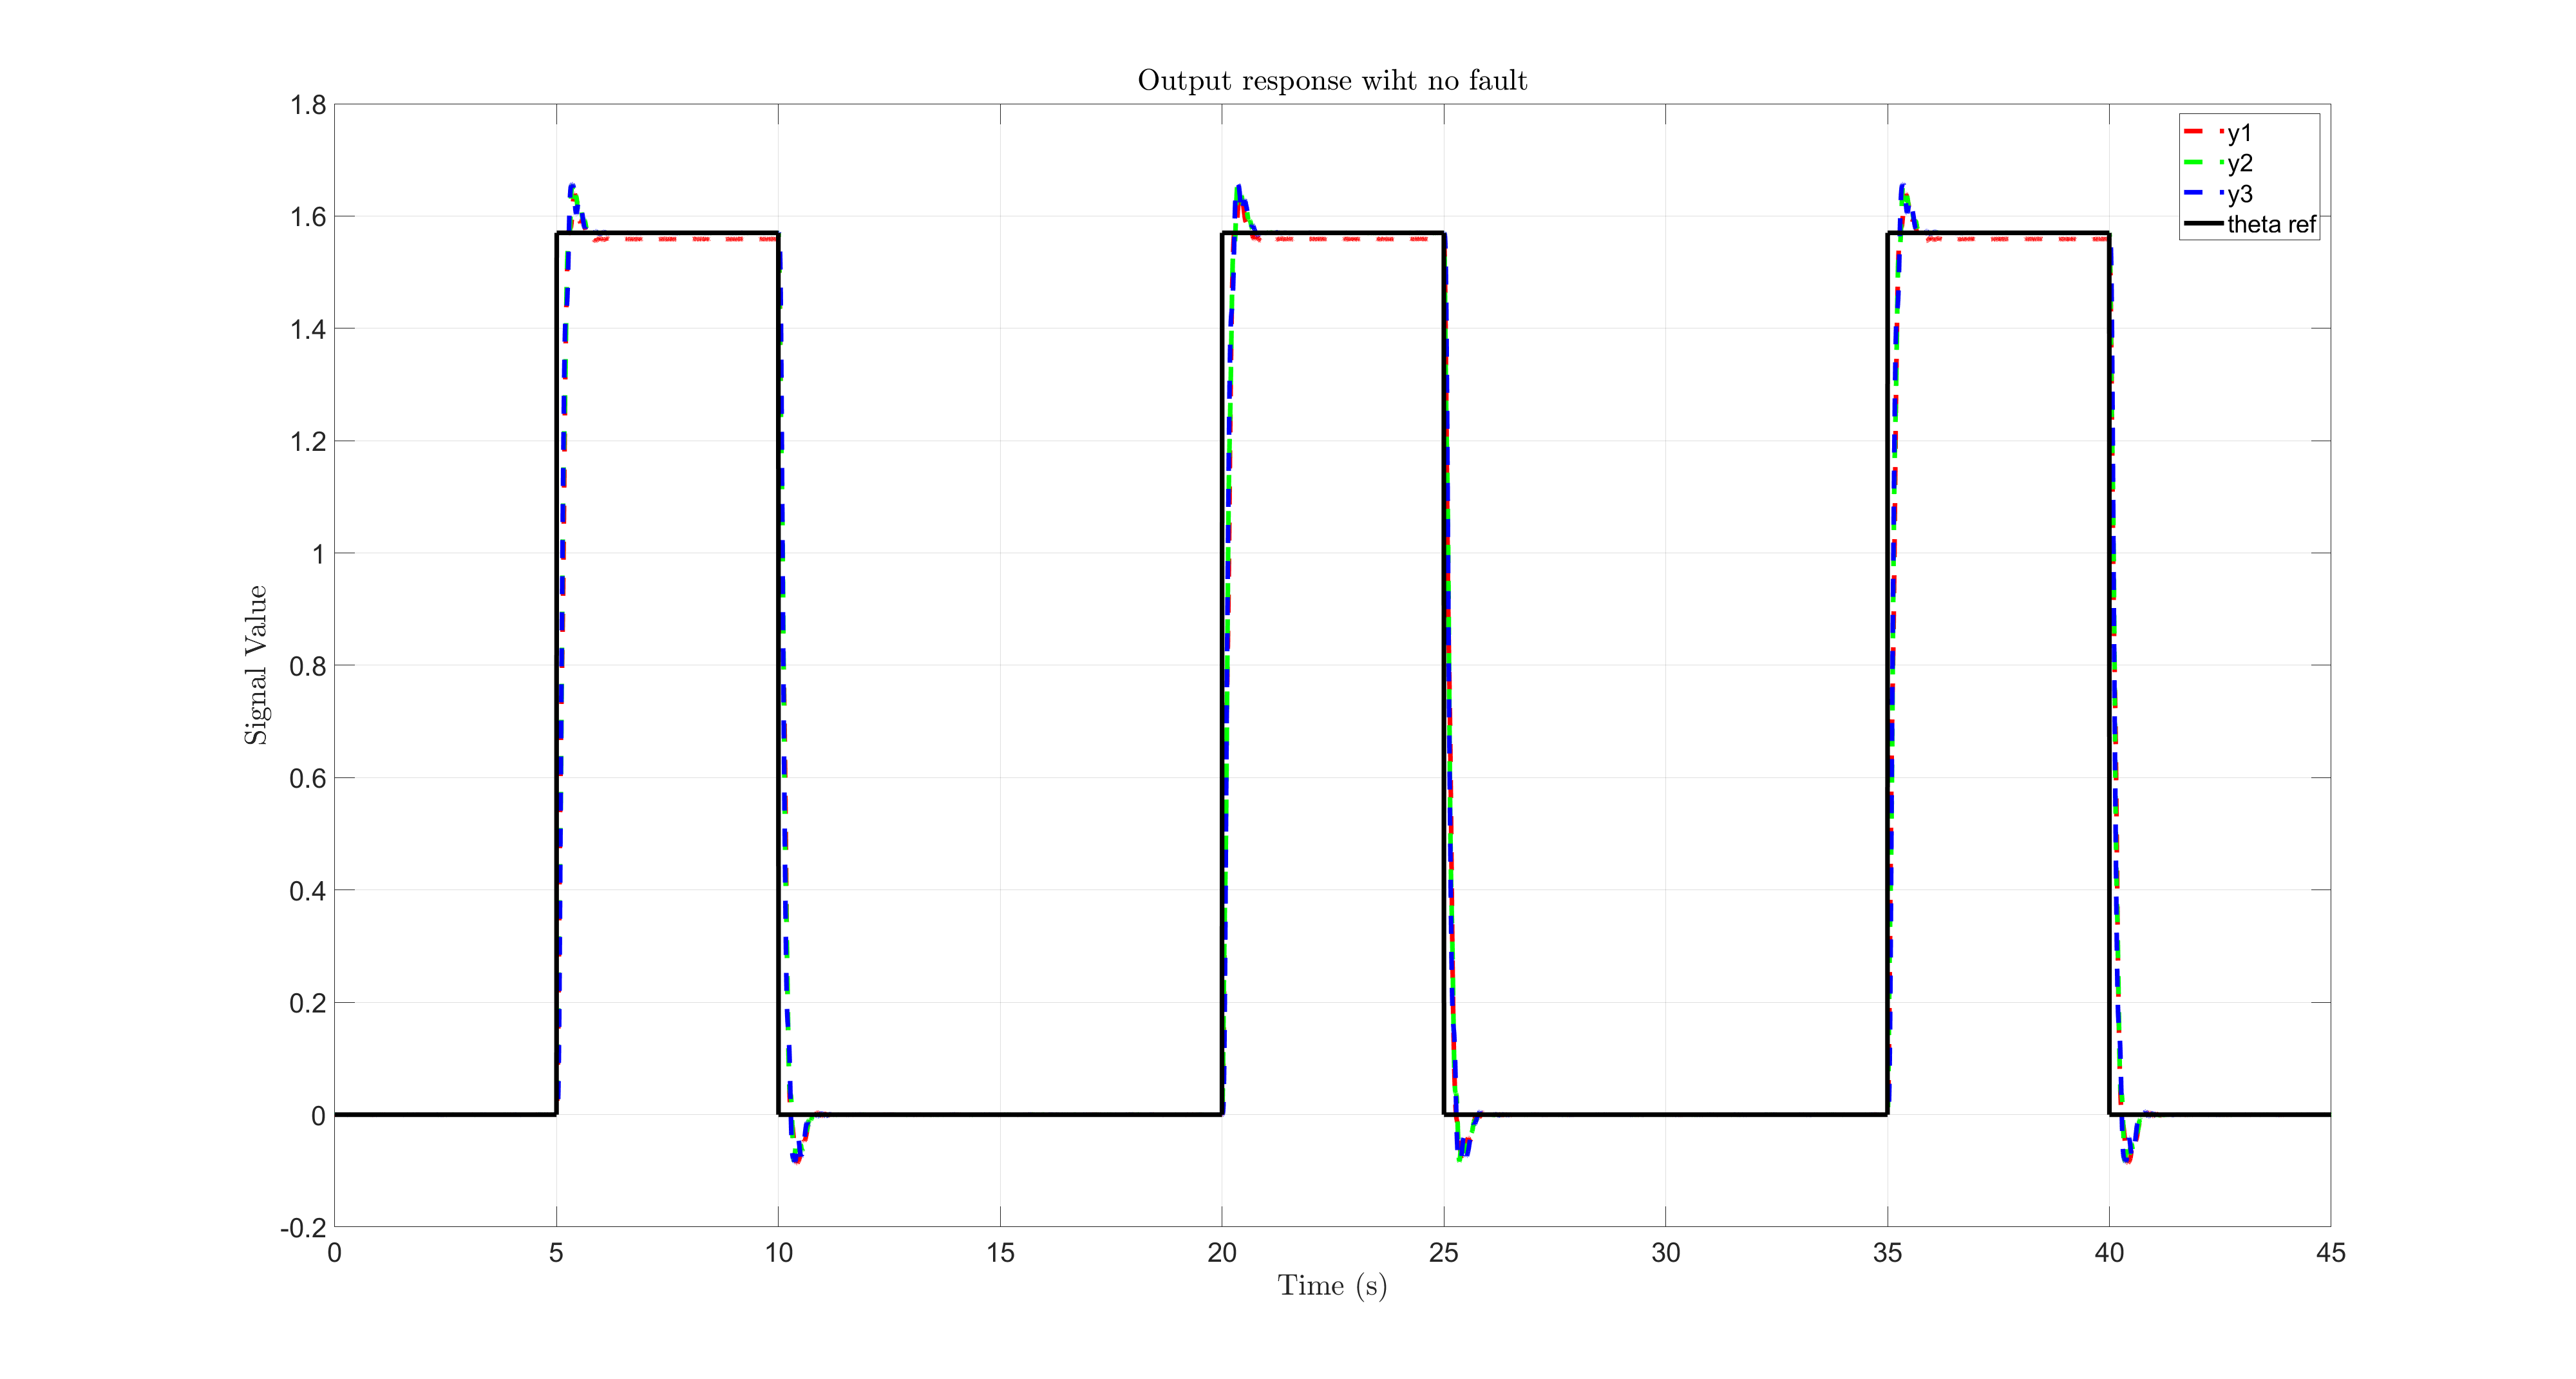 Output response wiht no fault
1.8
1.6
1.4
1.2
1
0.8
0.6
0.4
0.2
0
-0.2
Signal Value
y1
y2
y3
theta ref
0 5 10 15 20 25 30 35 40 45
Time (s)